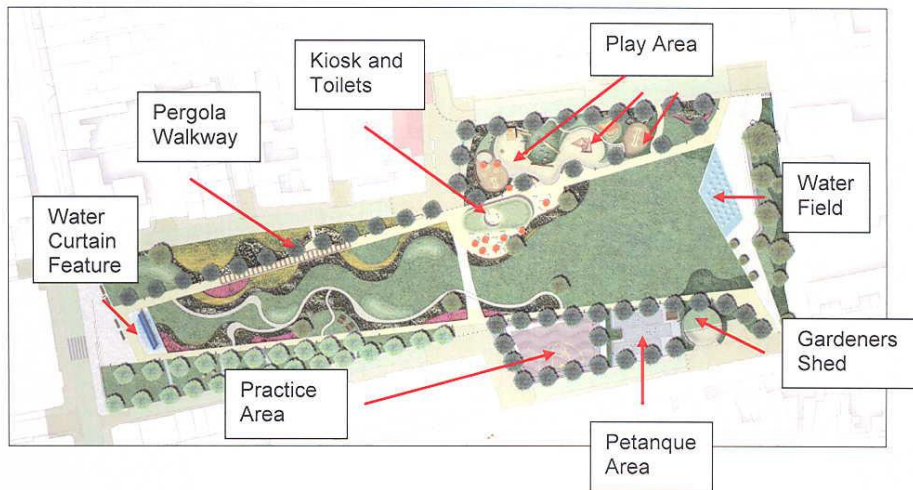 Play Area
Kiosk and
Toilets
Pergola
Walkway
Water
Field
Water
Curtain
Feature
Gardeners
Shed
Practice
Area
Petanque
Area